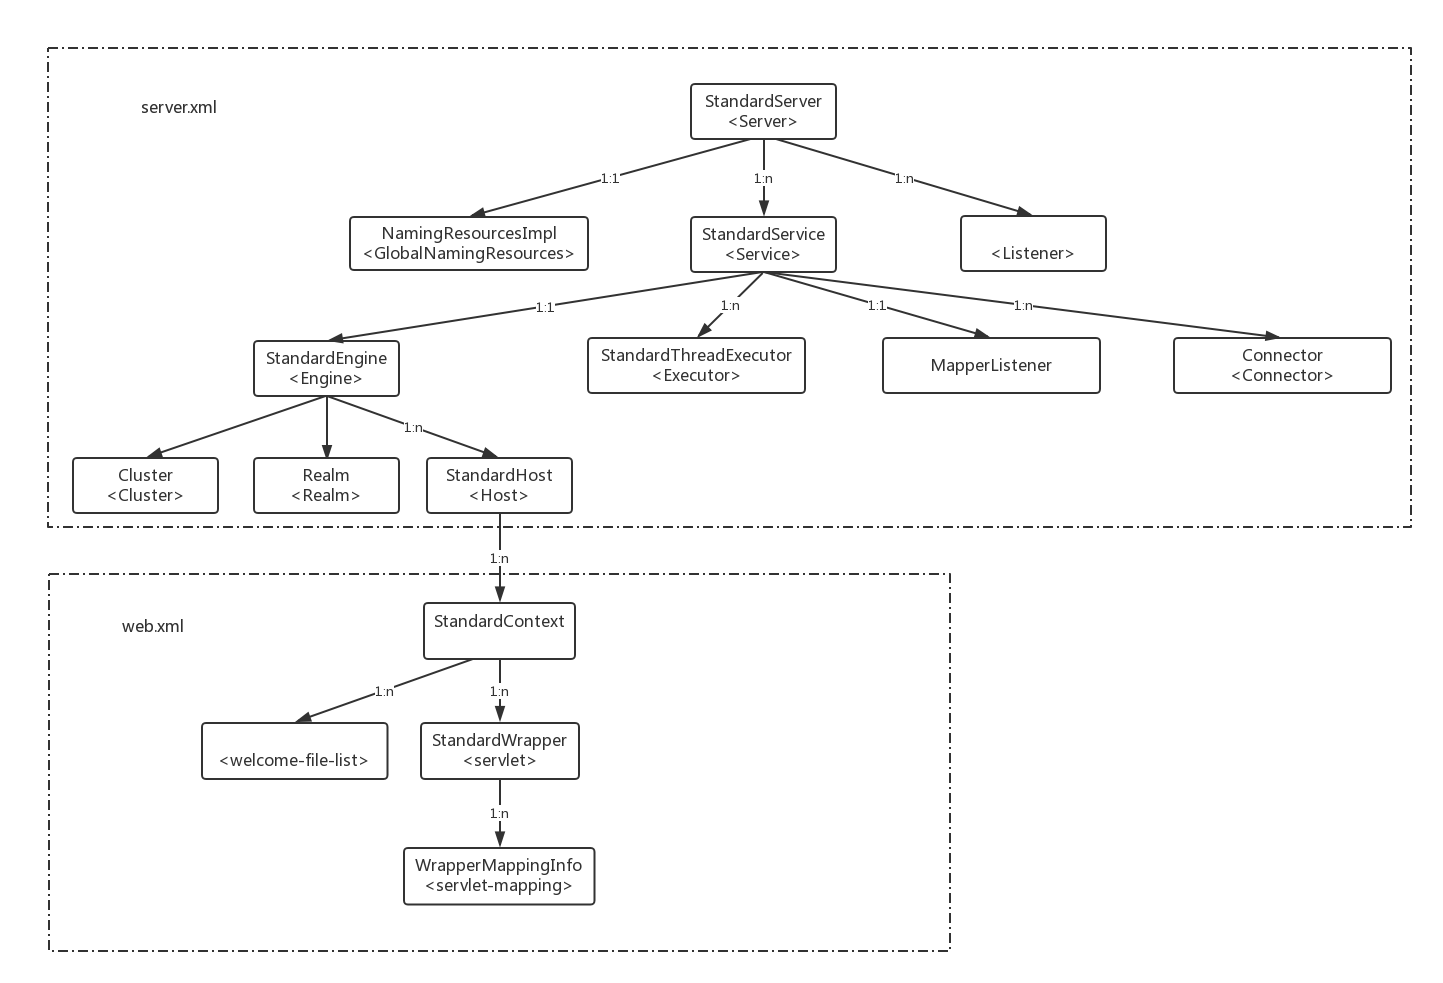 server.xml
StandardServer
<Server>
1:1
1:n
1:n
NamingResourcesImpl
<GlobalNamingResources>
StandardService
<Service>
<Listener>
1:1
1:n
1:1
1:n
StandardEngine
<Engine>
StandardThreadExecutor
<Executor>
MapperListener
Connector
<Connector>
1:n
Cluster
<Cluster>
Realm
<Realm>
StandardHost
<Host>
1:n
web.xml
StandardContext
1:n
1:n
<welcome-file-list>
StandardWrapper
<servlet>
1:n
WrapperMappingInfo
<servlet-mapping>